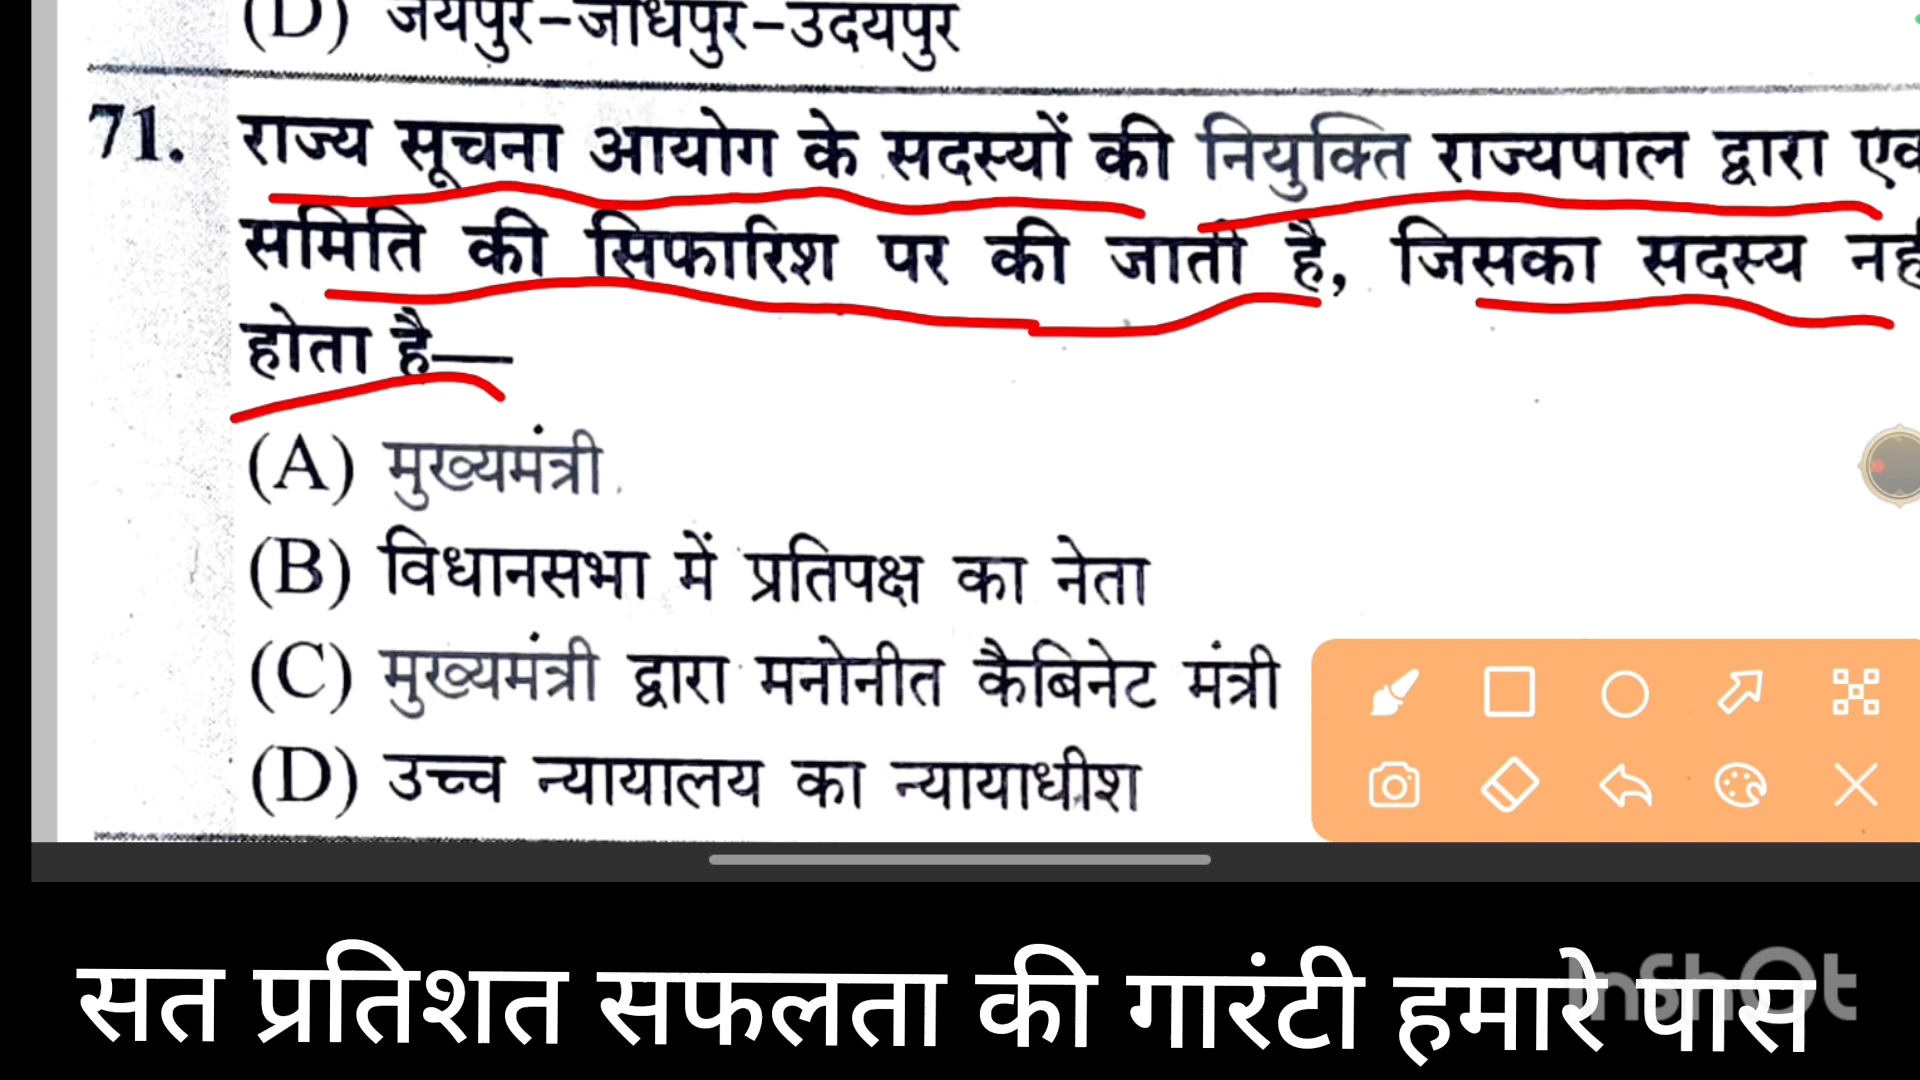 (D) जयपुर-जोधपुर-उदयपुर
71. राज्य सूचना आयोग के सदस्यों की नियुक्ति राज्यपाल द्वारा एक
समिति की सिफारिश पर की जाती है, जिसका सदस्य नहीं
होता है—
(A) मुख्यमंत्री
(B) विधानसभा में प्रतिपक्ष का नेता
(C) मुख्यमंत्री द्वारा मनोनीत कैबिनेट मंत्री
(D) उच्च न्यायालय का न्यायाधीश
सत प्रतिशत सफलता की गारंटी हमारे पास
InShOt